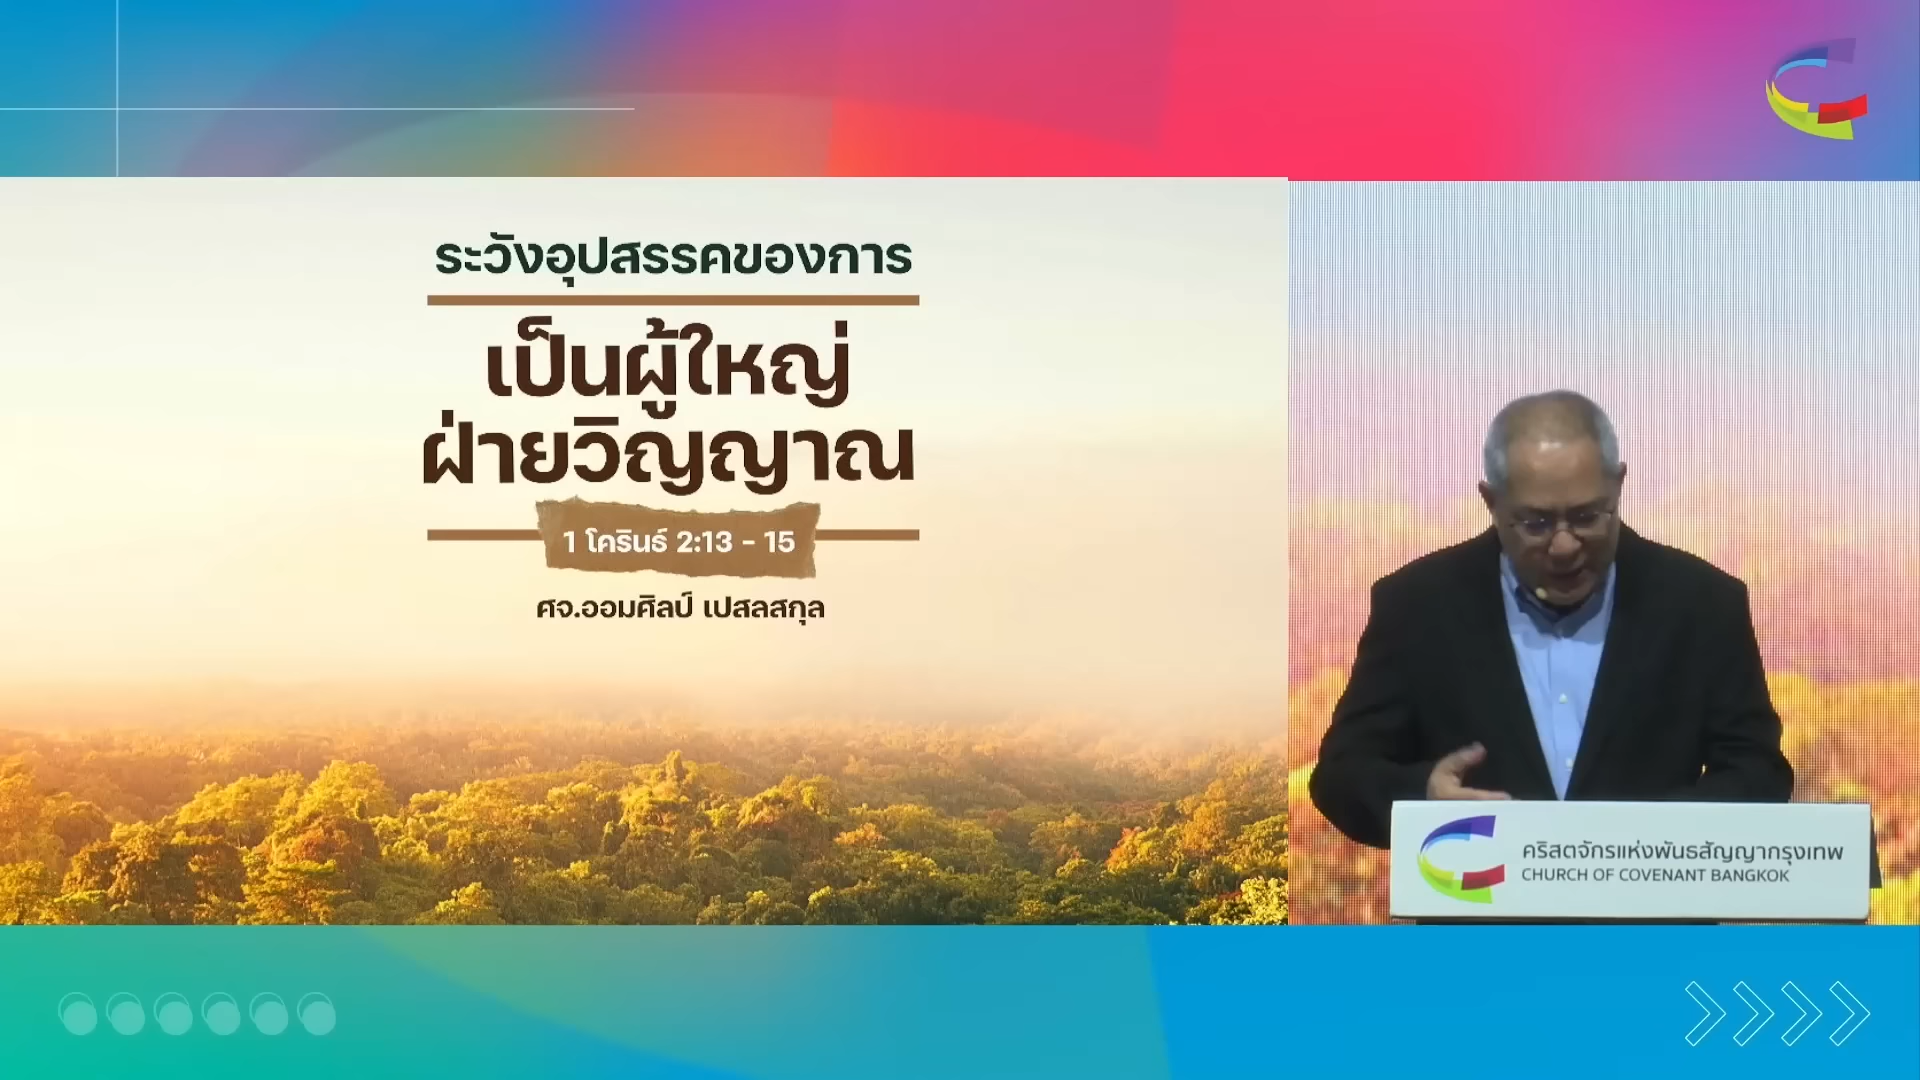 ระวังอุปสรรคของการ
เป็นผู้ใหญ่
ฝ่ายวิญญาณ
1 โครินธ์ 2:13 - 15
ศจ.ออมศิลป์ เปสลสกุล
คริสตจักรแห่งพันธสัญญากรุงเทพ
CHURCH OF COVENANT BANGKOK